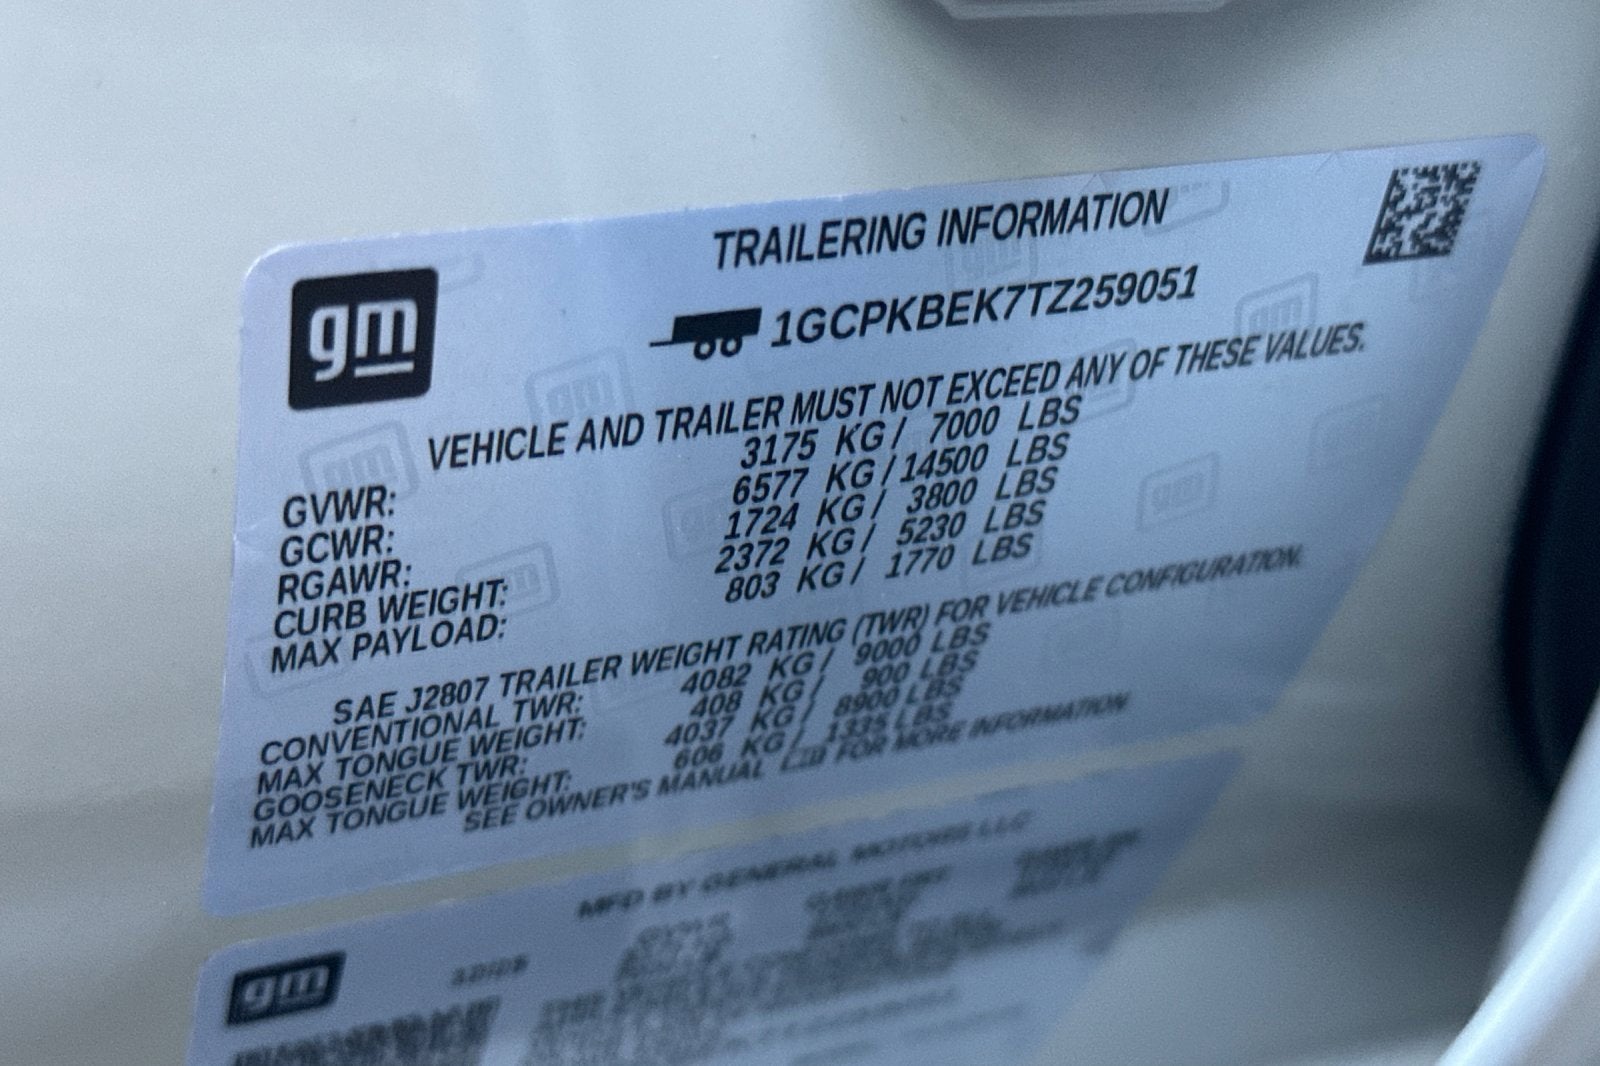 gm
TRAILERING INFORMATION
1GCPKBEK7TZ259051
VEHICLE AND TRAILER MUST NOT EXCEED ANY OF THESE VALUES.
GVWR: 3175 KG / 7000 LBS
GCWR: 6577 KG / 14500 LBS
RGAWR: 1724 KG / 3800 LBS
CURB WEIGHT: 2372 KG / 5230 LBS
MAX PAYLOAD: 803 KG / 1770 LBS
SAE J2807 TRAILER WEIGHT RATING (TWR) FOR VEHICLE CONFIGURATION.
CONVENTIONAL TWR: 4082 KG / 9000 LBS
MAX TONGUE WEIGHT: 408 KG / 900 LBS
GOOSENECK TWR: 4037 KG / 8900 LBS
MAX TONGUE WEIGHT: 606 KG / 1335 LBS
SEE OWNER'S MANUAL FOR MORE INFORMATION
MFD BY GENERAL MOTORS LLC
gm